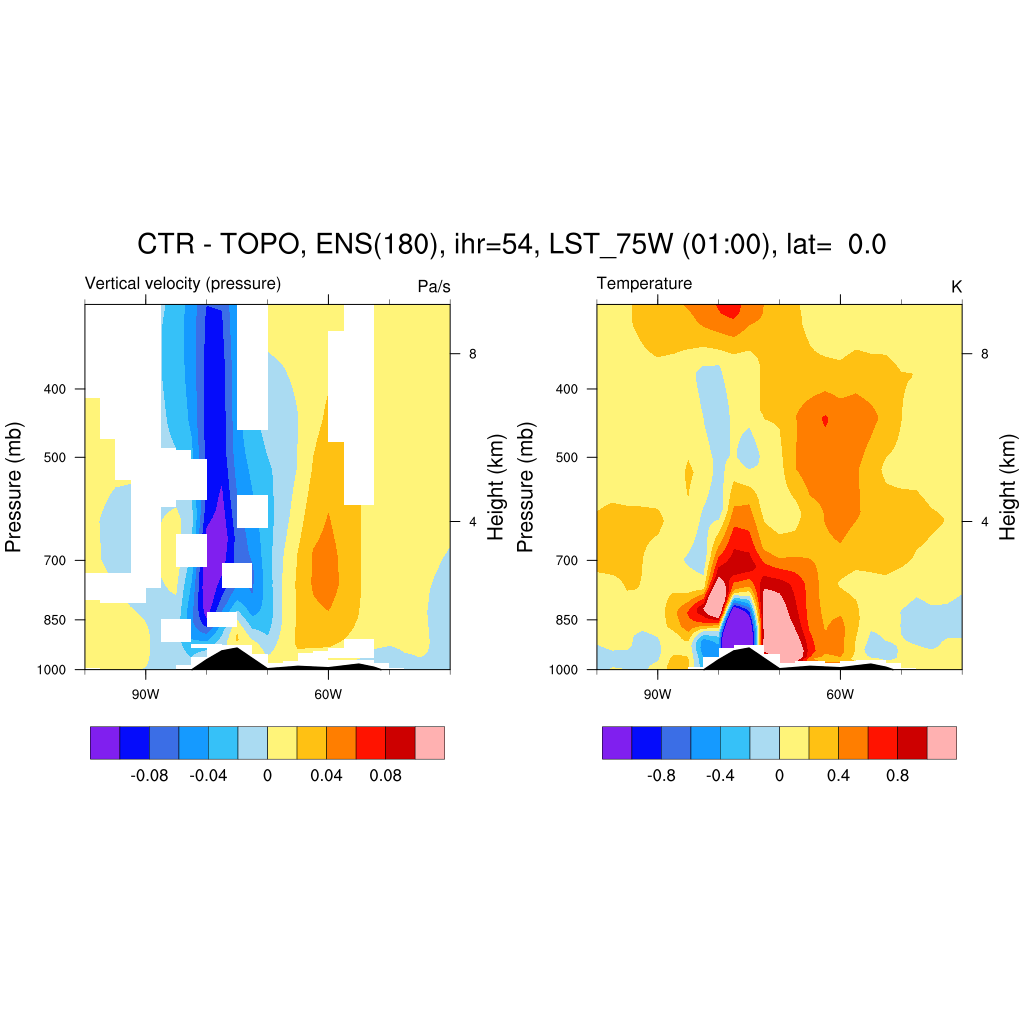 CTR - TOPO, ENS(180), ihr=54, LST_75W (01:00), lat=  0.0
Vertical velocity (pressure)
Pa/s
Pressure (mb)
400
500
700
850
1000
8
4
Height (km)
90W
60W
-0.08
-0.04
0
0.04
0.08
Temperature
K
Pressure (mb)
400
500
700
850
1000
8
4
Height (km)
90W
60W
-0.8
-0.4
0
0.4
0.8